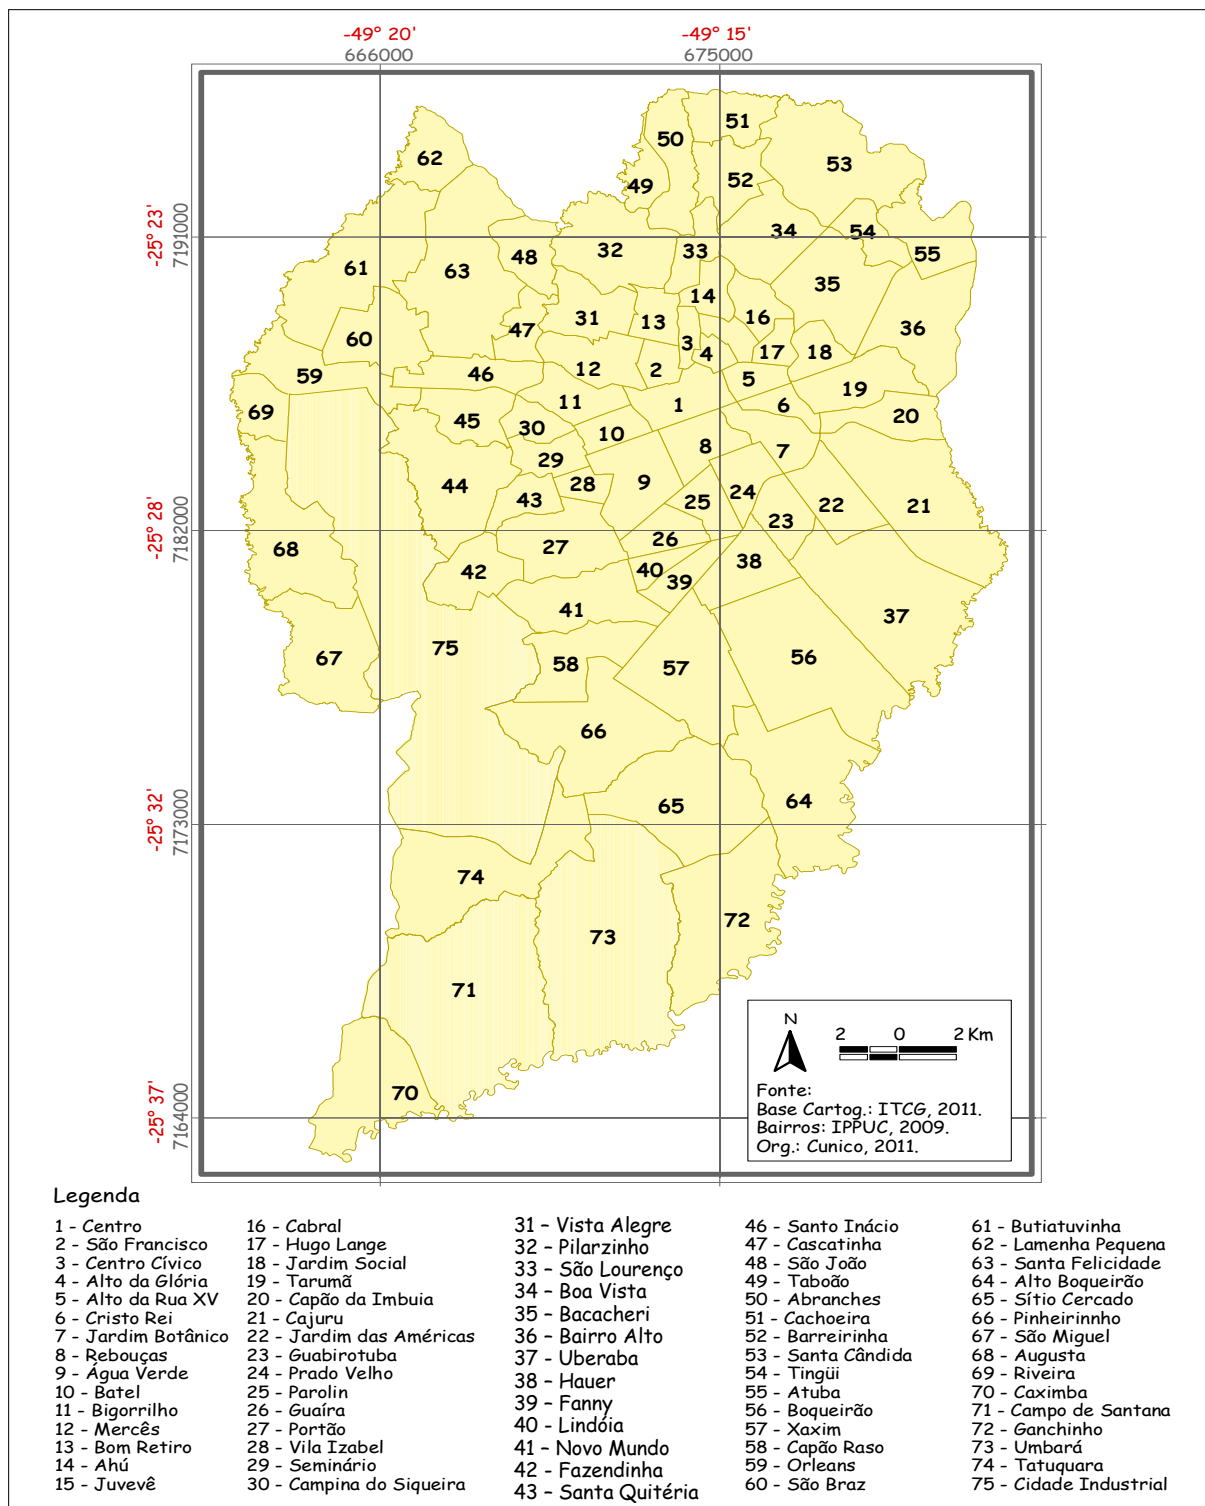 -49° 20' -49° 15'
666000 675000
-25° 23'
7191000
-25° 28'
7182000
-25° 32'
7173000
-25° 37'
7164000
51
50
62
53
52
49
34
54
32
33
55
48
61
63
35
14
31
13
16
36
47
60
3
4
17
18
12
2
46
59
5
19
11
1
6
69
20
45
30
10
8
7
29
9
44
28
24
43
25
22
21
23
26
27
68
38
42
40
39
41
37
75
67
58
57
56
66
65
64
74
72
73
71
70
N
2 0 2 Km
Fonte:
Base Cartog.: ITCG, 2011.
Bairros: IPPUC, 2009.
Org.: Cunico, 2011.
Legenda
1 - Centro
2 - São Francisco
3 - Centro Cívico
4 - Alto da Glória
5 - Alto da Rua XV
6 - Cristo Rei
7 - Jardim Botânico
8 - Rebouças
9 - Água Verde
10 - Batel
11 - Bigorrilho
12 - Mercês
13 - Bom Retiro
14 - Ahú
15 - Juvevê
16 - Cabral
17 - Hugo Lange
18 - Jardim Social
19 - Tarumã
20 - Capão da Imbuia
21 - Cajuru
22 - Jardim das Américas
23 - Guabirotuba
24 - Prado Velho
25 - Parolin
26 - Guaíra
27 - Portão
28 - Vila Izabel
29 - Seminário
30 - Campina do Siqueira
31 – Vista Alegre
32 – Pilarzinho
33 – São Lourenço
34 – Boa Vista
35 – Bacacheri
36 – Bairro Alto
37 - Uberaba
38 – Hauer
39 – Fanny
40 – Lindóia
41 – Novo Mundo
42 – Fazendinha
43 – Santa Quitéria
46 - Santo Inácio
47 - Cascatinha
48 - São João
49 - Taboão
50 - Abranches
51 - Cachoeira
52 - Barreirinha
53 - Santa Cândida
54 - Tingüi
55 - Atuba
56 - Boqueirão
57 - Xaxim
58 - Capão Raso
59 - Orleans
60 - São Braz
61 - Butiatuvinha
62 - Lamenha Pequena
63 - Santa Felicidade
64 - Alto Boqueirão
65 - Sítio Cercado
66 - Pinheirinnho
67 - São Miguel
68 - Augusta
69 - Riveira
70 - Caximba
71 - Campo de Santana
72 - Ganchinho
73 - Umbará
74 - Tatuquara
75 - Cidade Industrial